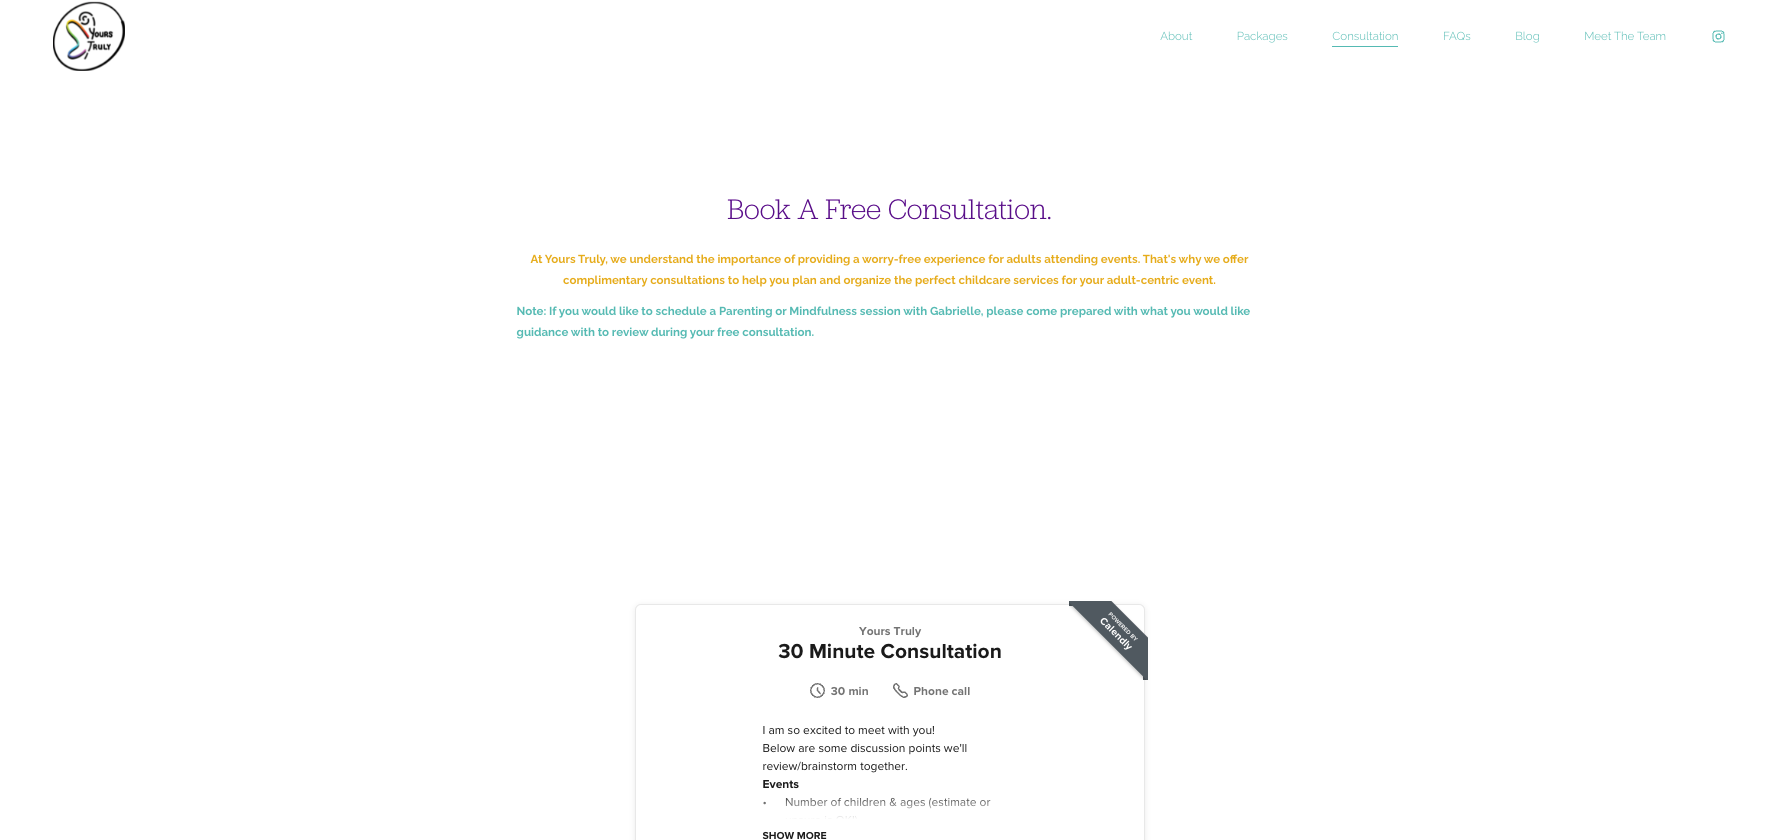 Yours
Truly
About
Packages
Consultation
FAQs
Blog
Meet The Team
Book A Free Consultation.
At Yours Truly, we understand the importance of providing a worry-free experience for adults attending events. That's why we offer
complimentary consultations to help you plan and organize the perfect childcare services for your adult-centric event.
Note: If you would like to schedule a Parenting or Mindfulness session with Gabrielle, please come prepared with what you would like
guidance with to review during your free consultation.
POWERED BY
Calendly
Yours Truly
30 Minute Consultation
30 min
Phone call
I am so excited to meet with you!
Below are some discussion points we'll
review/brainstorm together.
Events
• Number of children & ages (estimate or
SHOW MORE